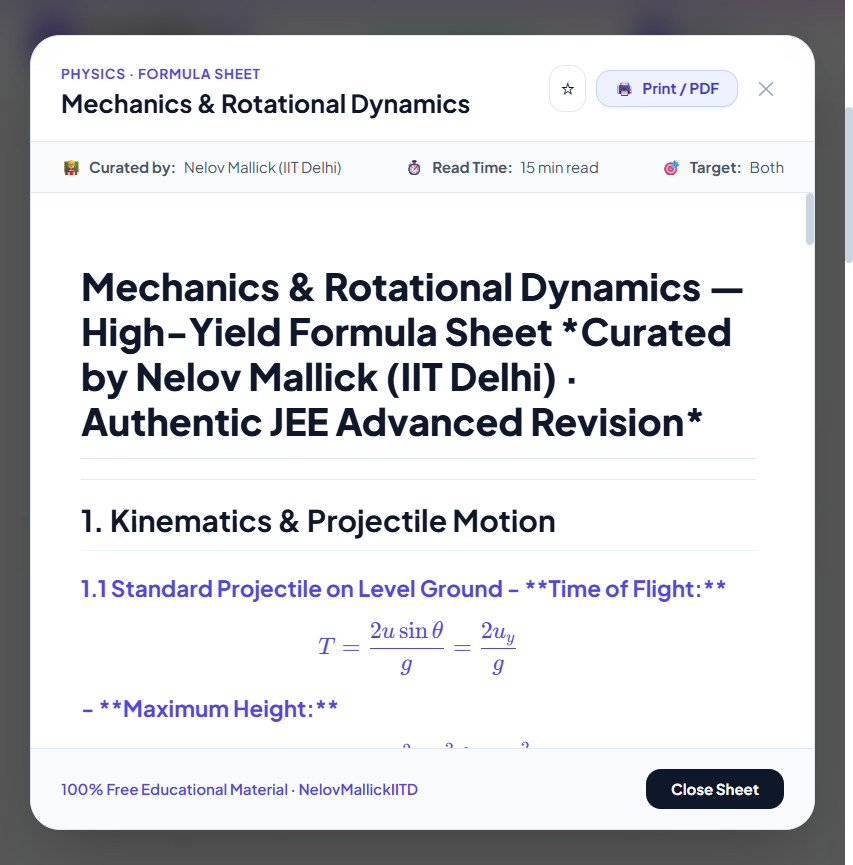 PHYSICS · FORMULA SHEET
Mechanics & Rotational Dynamics
☆
Print / PDF
×
Curated by: Nelov Mallick (IIT Delhi)
Read Time: 15 min read
Target: Both
Mechanics & Rotational Dynamics —
High-Yield Formula Sheet *Curated
by Nelov Mallick (IIT Delhi) ·
Authentic JEE Advanced Revision*
1. Kinematics & Projectile Motion
1.1 Standard Projectile on Level Ground - **Time of Flight:**
T = 2u sin θ / g = 2u_y / g
- **Maximum Height:**
100% Free Educational Material · NelovMallickIITD
Close Sheet